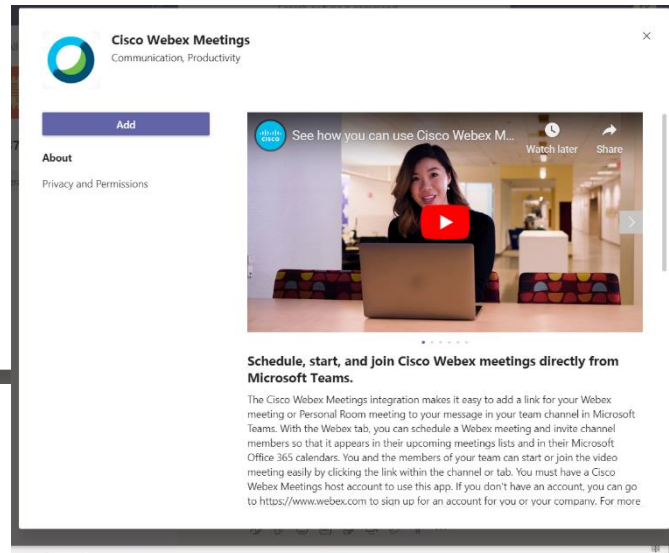 Cisco Webex Meetings
Communication, Productivity
Add
About
Privacy and Permissions
CISCO
See how you can use Cisco Webex M...
Watch later
Share
Schedule, start, and join Cisco Webex meetings directly from
Microsoft Teams.
The Cisco Webex Meetings integration makes it easy to add a link for your Webex
meeting or Personal Room meeting to your message in your team channel in Microsoft
Teams. With the Webex tab, you can schedule a Webex meeting and invite channel
members so that it appears in their upcoming meetings lists and in their Microsoft
Office 365 calendars. You and the members of your team can start or join the video
meeting easily by clicking the link within the channel or tab. You must have a Cisco
Webex Meetings host account to use this app. If you don't have an account, you can go
to https://www.webex.com to sign up for an account for you or your company. For more